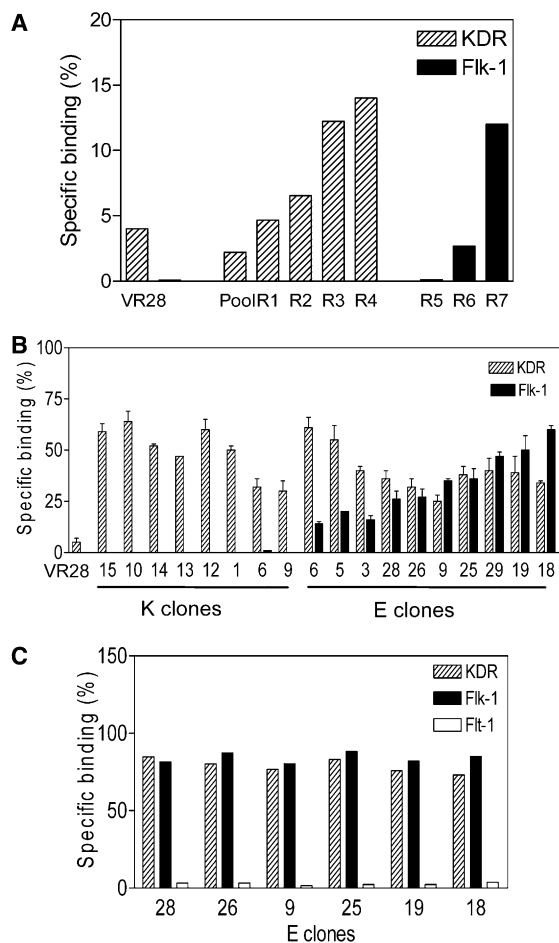 A
Specific binding (%)
20
15
10
5
0
KDR
Flk-1
VR28 PoolR1 R2 R3 R4 R5 R6 R7
B
Specific binding (%)
100
75
50
25
0
KDR
Flk-1
VR28 15 10 14 13 12 1 6 9 6 5 3 28 26 9 25 29 19 18
K clones E clones
C
Specific binding (%)
150
100
50
0
KDR
Flk-1
Flt-1
28 26 9 25 19 18
E clones